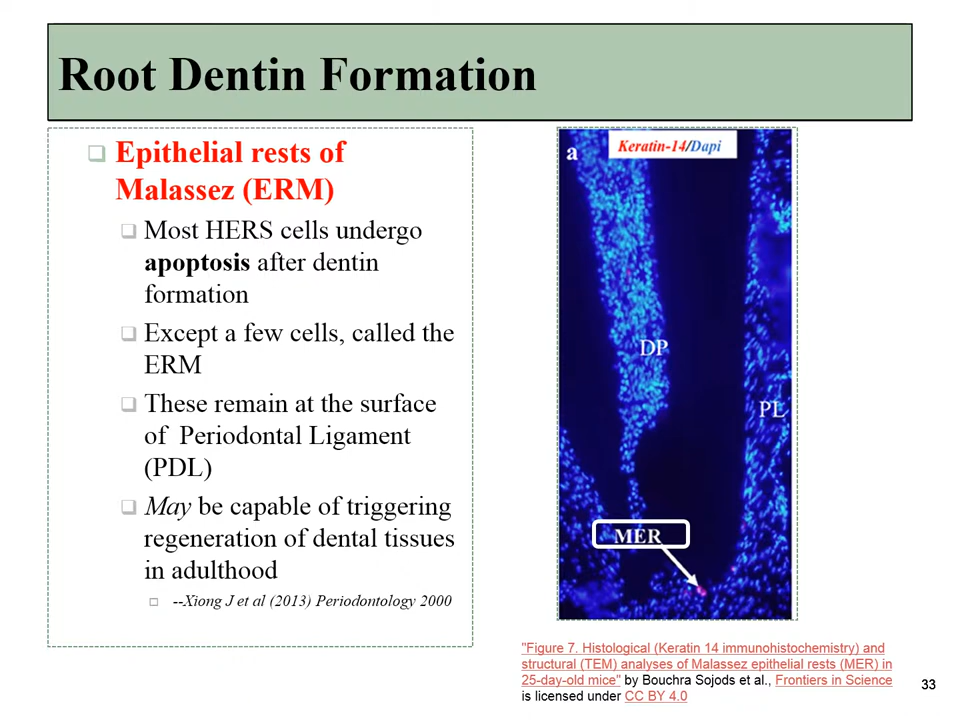 Root Dentin Formation
Epithelial rests of
Malassez (ERM)
Most HERS cells undergo
apoptosis after dentin
formation
Except a few cells, called the
ERM
These remain at the surface
of Periodontal Ligament
(PDL)
May be capable of triggering
regeneration of dental tissues
in adulthood
--Xiong J et al (2013) Periodontology 2000
a
Keratin-14/Dapi
DP
PL
MER
"Figure 7. Histological (Keratin 14 immunohistochemistry) and
structural (TEM) analyses of Malassez epithelial rests (MER) in
25-day-old mice" by Bouchra Sojods et al., Frontiers in Science
is licensed under CC BY 4.0
33